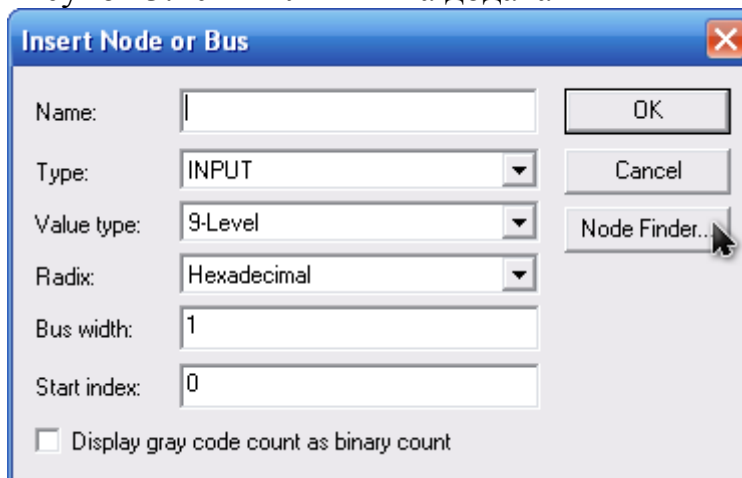 Insert Node or Bus
Name:
OK
Type:
INPUT
Cancel
Value type:
9-Level
Node Finder...
Radix:
Hexadecimal
Bus width:
1
Start index:
0
Display gray code count as binary count